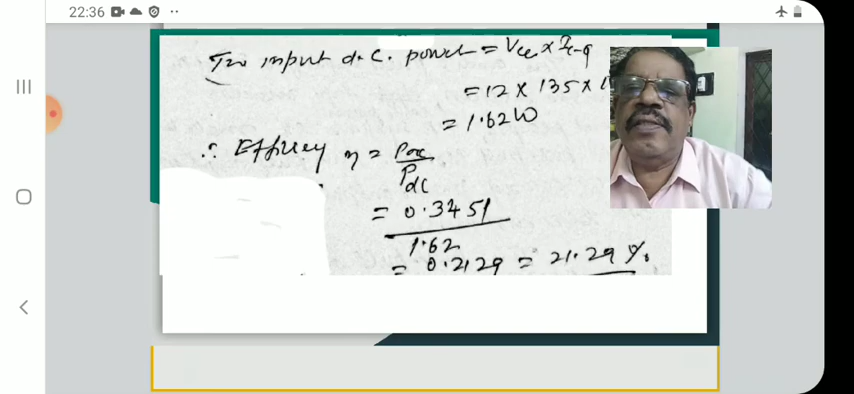 22:36
The input d.c. power = Vcc × Ic-q
= 12 × 135 ×
= 1.62W
∴ Efficiency η = Pac
Pdc
= 0.3451
1.62
= 0.2129 = 21.29 %